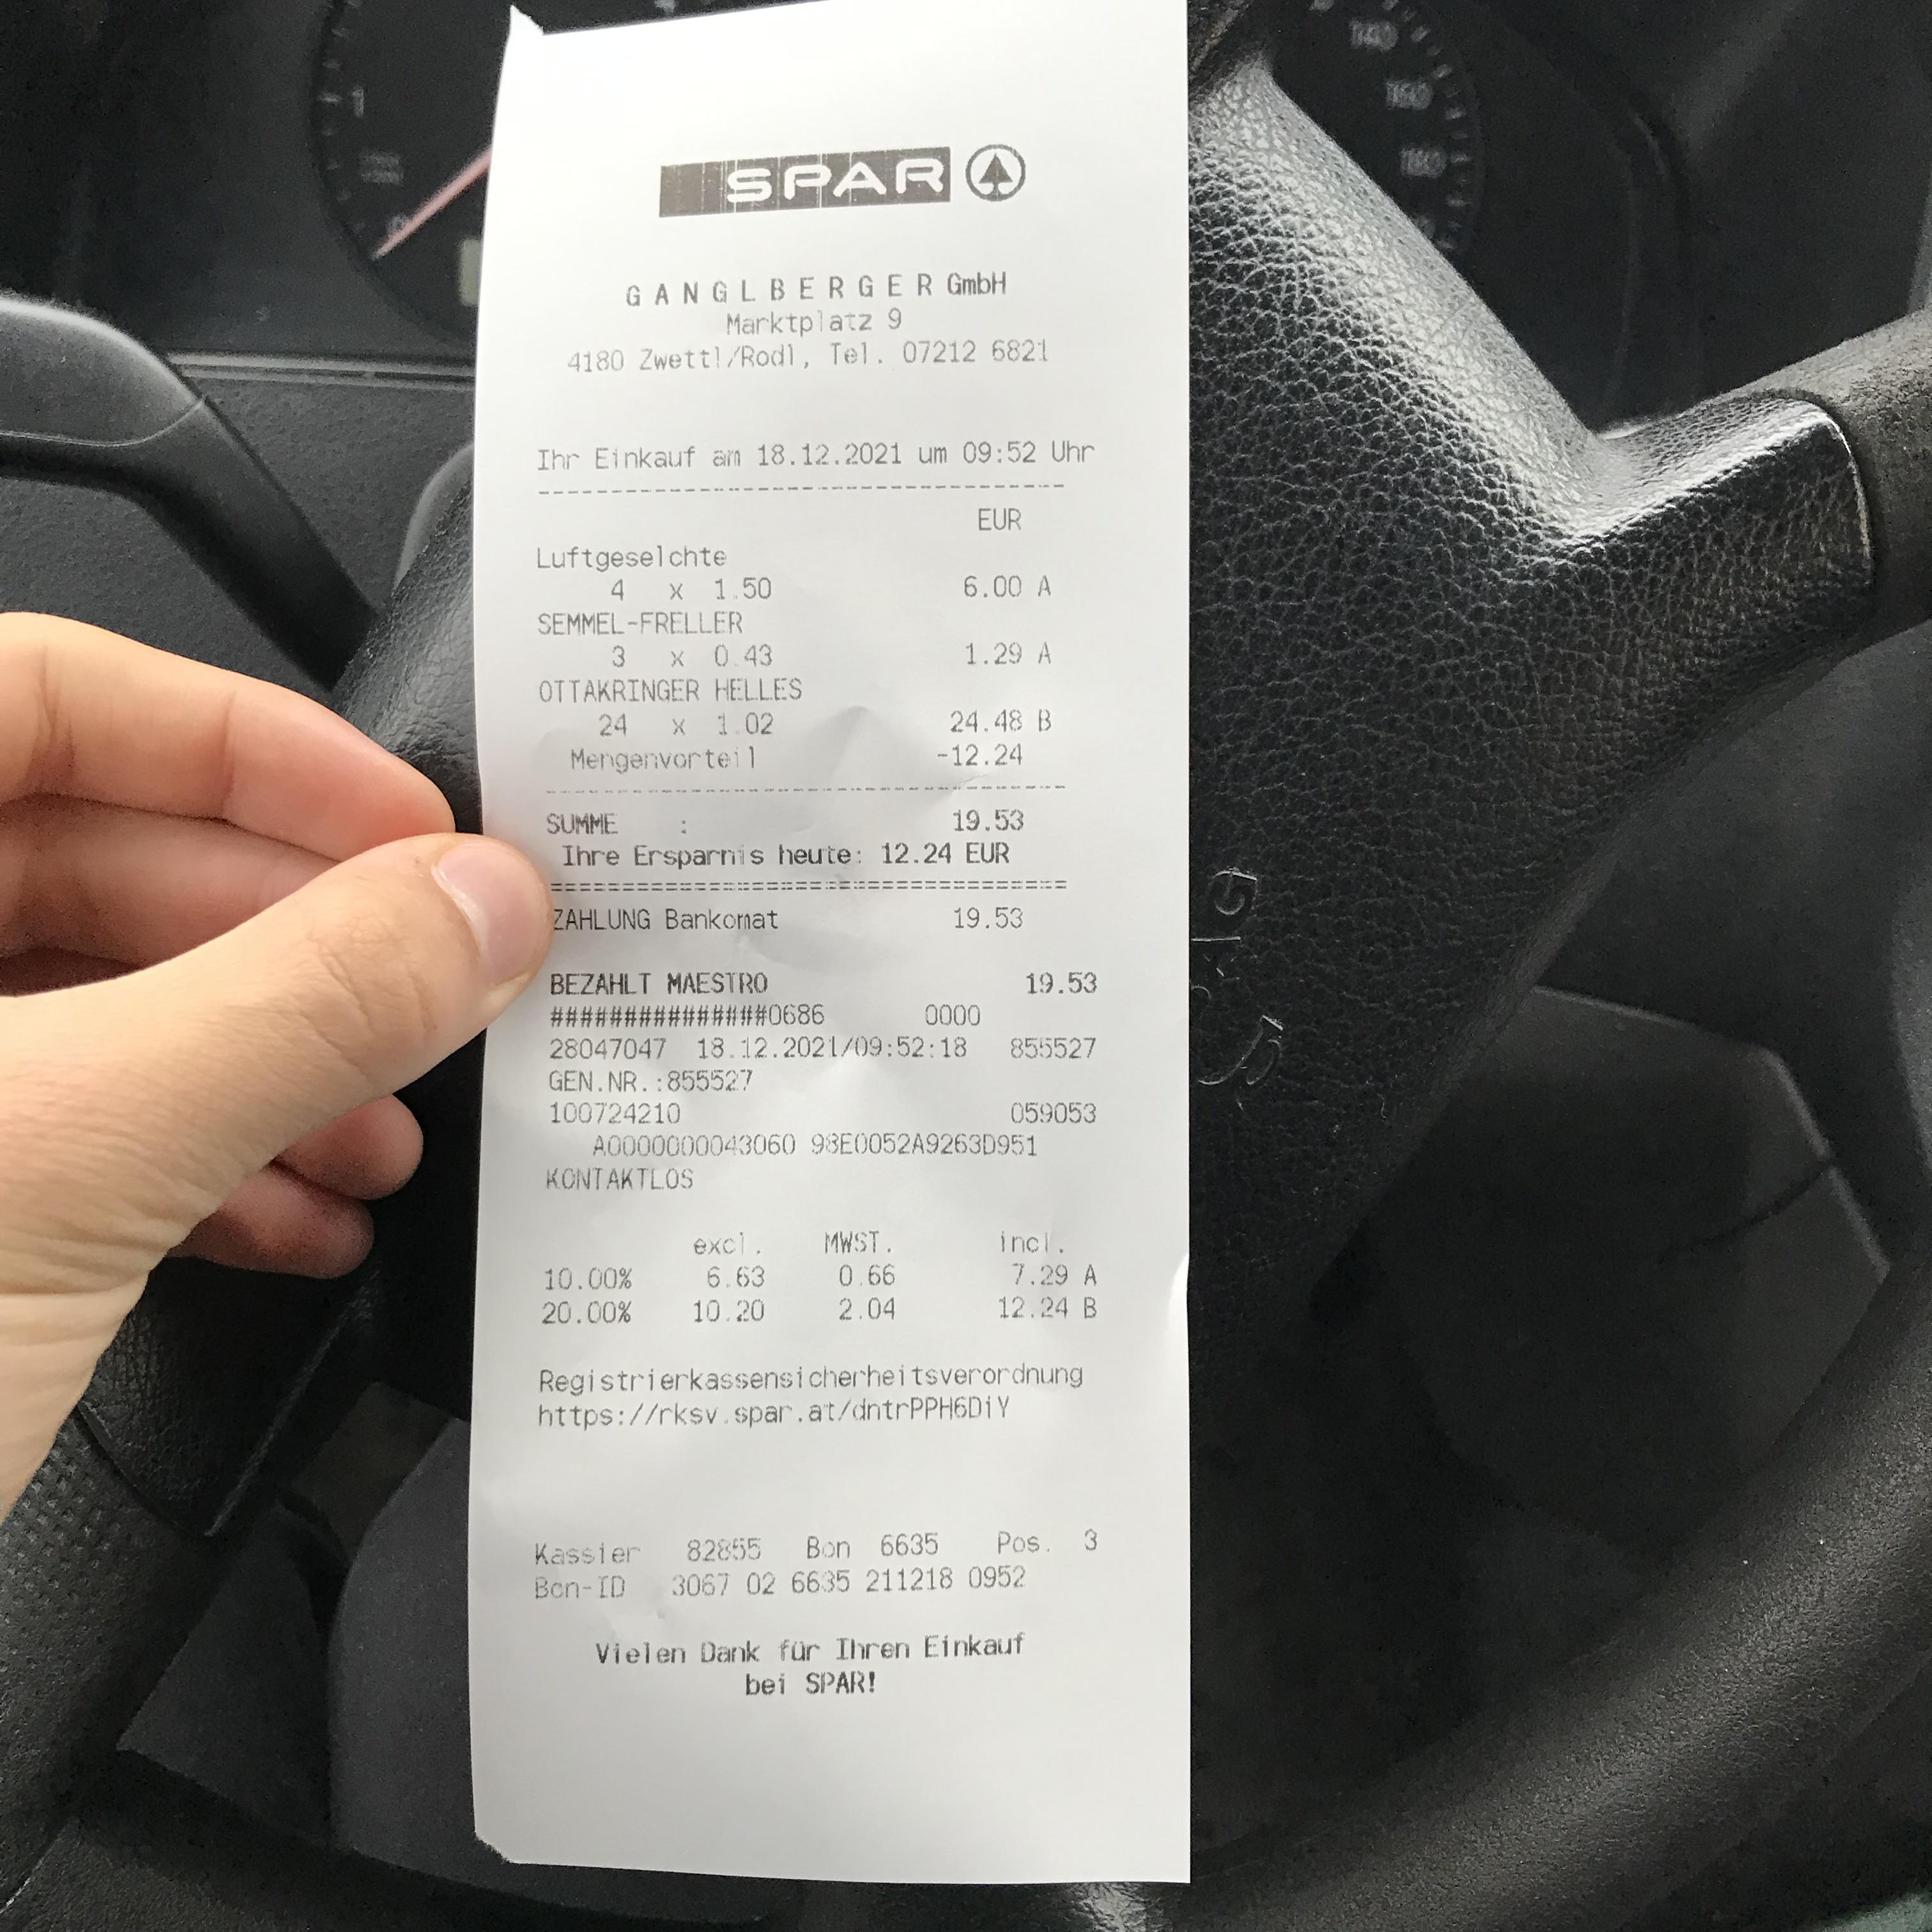 SPAR
GANGLBERGER GmbH
Marktplatz 9
4180 Zwettl/Rodl, Tel. 07212 6821
Ihr Einkauf am 18.12.2021 um 09:52 Uhr
------------------------------------
EUR
Luftgeselchte
4 x 1.50 6.00 A
SEMMEL-FRELLER
3 x 0.43 1.29 A
OTTAKRINGER HELLES
24 x 1.02 24.48 B
Mengenvorteil -12.24
------------------------------------
SUMME : 19.53
Ihre Ersparnis heute: 12.24 EUR
====================================
ZAHLUNG Bankomat 19.53
BEZAHLT MAESTRO 19.53
###############0686 0000
28047047 18.12.2021/09:52:18 855527
GEN.NR.:855527
100724210 059053
A0000000043060 98E0052A9263D951
KONTAKTLOS
excl. MWST. incl.
10.00% 6.63 0.66 7.29 A
20.00% 10.20 2.04 12.24 B
Registrierkassensicherheitsverordnung
https://rksv.spar.at/dntrPPH6DiY
Kassier 82855 Bon 6635 Pos. 3
Bon-ID 3067 02 6635 211218 0952
Vielen Dank für Ihren Einkauf
bei SPAR!
1
140
160
180